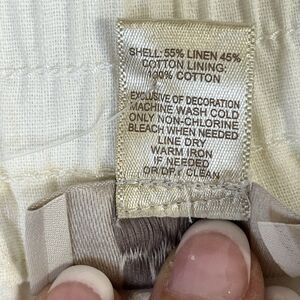 SHELL: 55% LINEN 45%
COTTON LINING:
100% COTTON
EXCLUSIVE OF DECORATION
MACHINE WASH COLD
ONLY NON-CHLORINE
BLEACH WHEN NEEDED
LINE DRY
WARM IRON
IF NEEDED
OR CLEAN